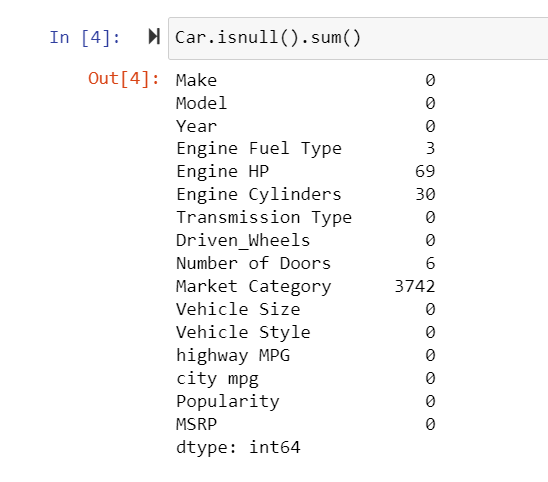 In [4]: Car.isnull().sum()
Out[4]: Make 0
Model 0
Year 0
Engine Fuel Type 3
Engine HP 69
Engine Cylinders 30
Transmission Type 0
Driven_Wheels 0
Number of Doors 6
Market Category 3742
Vehicle Size 0
Vehicle Style 0
highway MPG 0
city mpg 0
Popularity 0
MSRP 0
dtype: int64